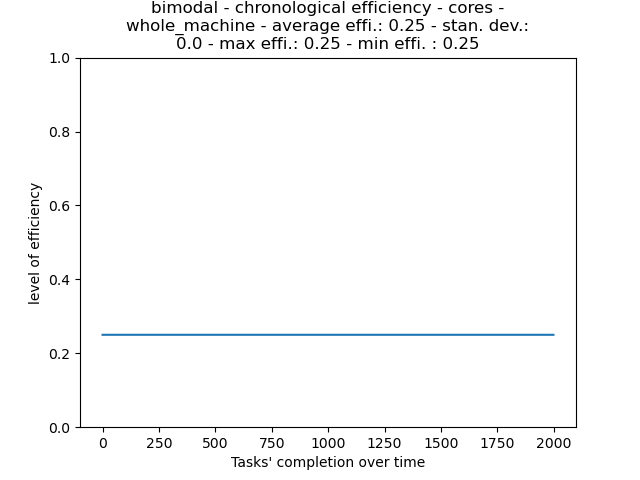 bimodal - chronological efficiency - cores -
whole_machine - average effi.: 0.25 - stan. dev.:
0.0 - max effi.: 0.25 - min effi. : 0.25
1.0
0.8
0.6
0.4
0.2
0.0
level of efficiency
0 250 500 750 1000 1250 1500 1750 2000
Tasks' completion over time